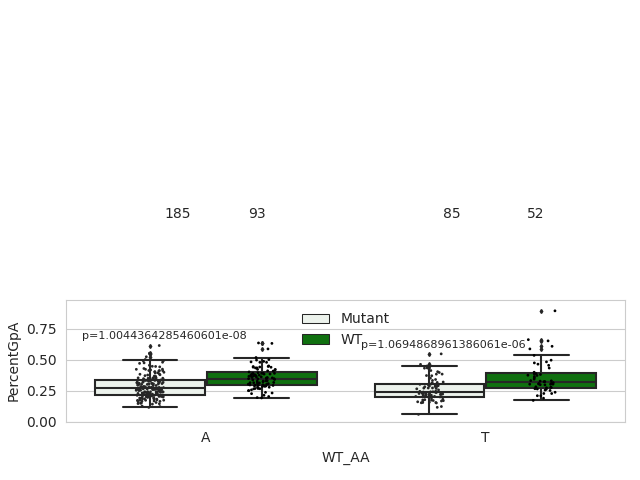 185 93 85 52
Mutant
WT
p=1.0044364285460601e-08
p=1.0694868961386061e-06
PercentGpA
0.75
0.50
0.25
0.00
A T
WT_AA